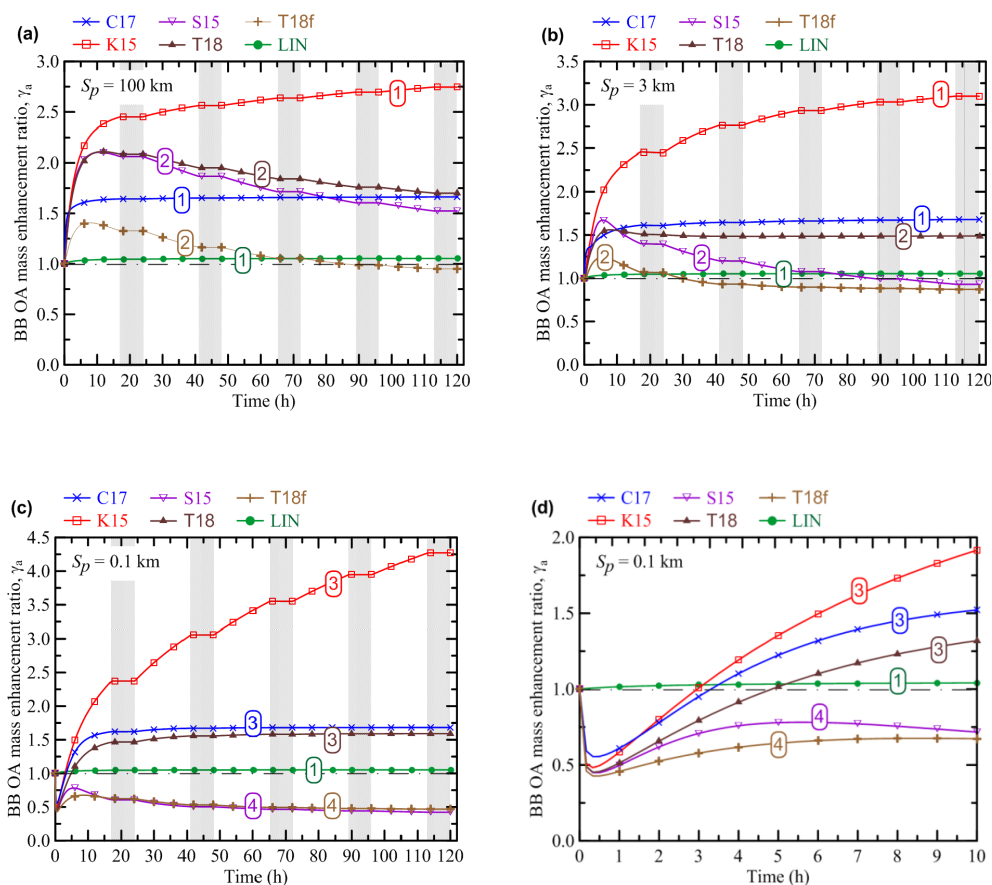 (a)
C17 S15 T18f
K15 T18 LIN
BB OA mass enhancement ratio, γa
Sp = 100 km
3.0
2.5
2.0
1.5
1.0
0.5
0.0
1
2
2
1
2
1
0 10 20 30 40 50 60 70 80 90 100 110 120
Time (h)
(b)
C17 S15 T18f
K15 T18 LIN
BB OA mass enhancement ratio, γa
Sp = 3 km
3.5
3.0
2.5
2.0
1.5
1.0
0.5
0.0
1
1
2
2
2
1
0 10 20 30 40 50 60 70 80 90 100 110 120
Time (h)
(c)
C17 S15 T18f
K15 T18 LIN
BB OA mass enhancement ratio, γa
Sp = 0.1 km
4.5
4.0
3.5
3.0
2.5
2.0
1.5
1.0
0.5
0.0
3
3
3
1
4
4
0 10 20 30 40 50 60 70 80 90 100 110 120
Time (h)
(d)
C17 S15 T18f
K15 T18 LIN
BB OA mass enhancement ratio, γa
Sp = 0.1 km
2.0
1.5
1.0
0.5
0.0
3
3
3
1
4
4
0 1 2 3 4 5 6 7 8 9 10
Time (h)